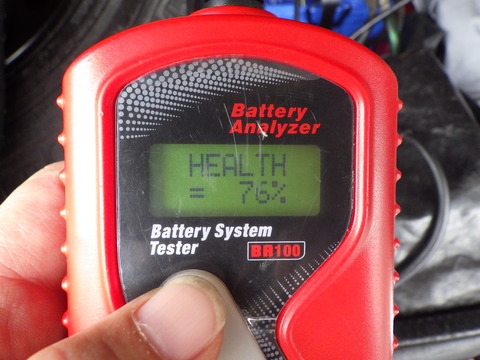 Battery
Analyzer
HEALTH
= 76%
Battery System
Tester
BR100